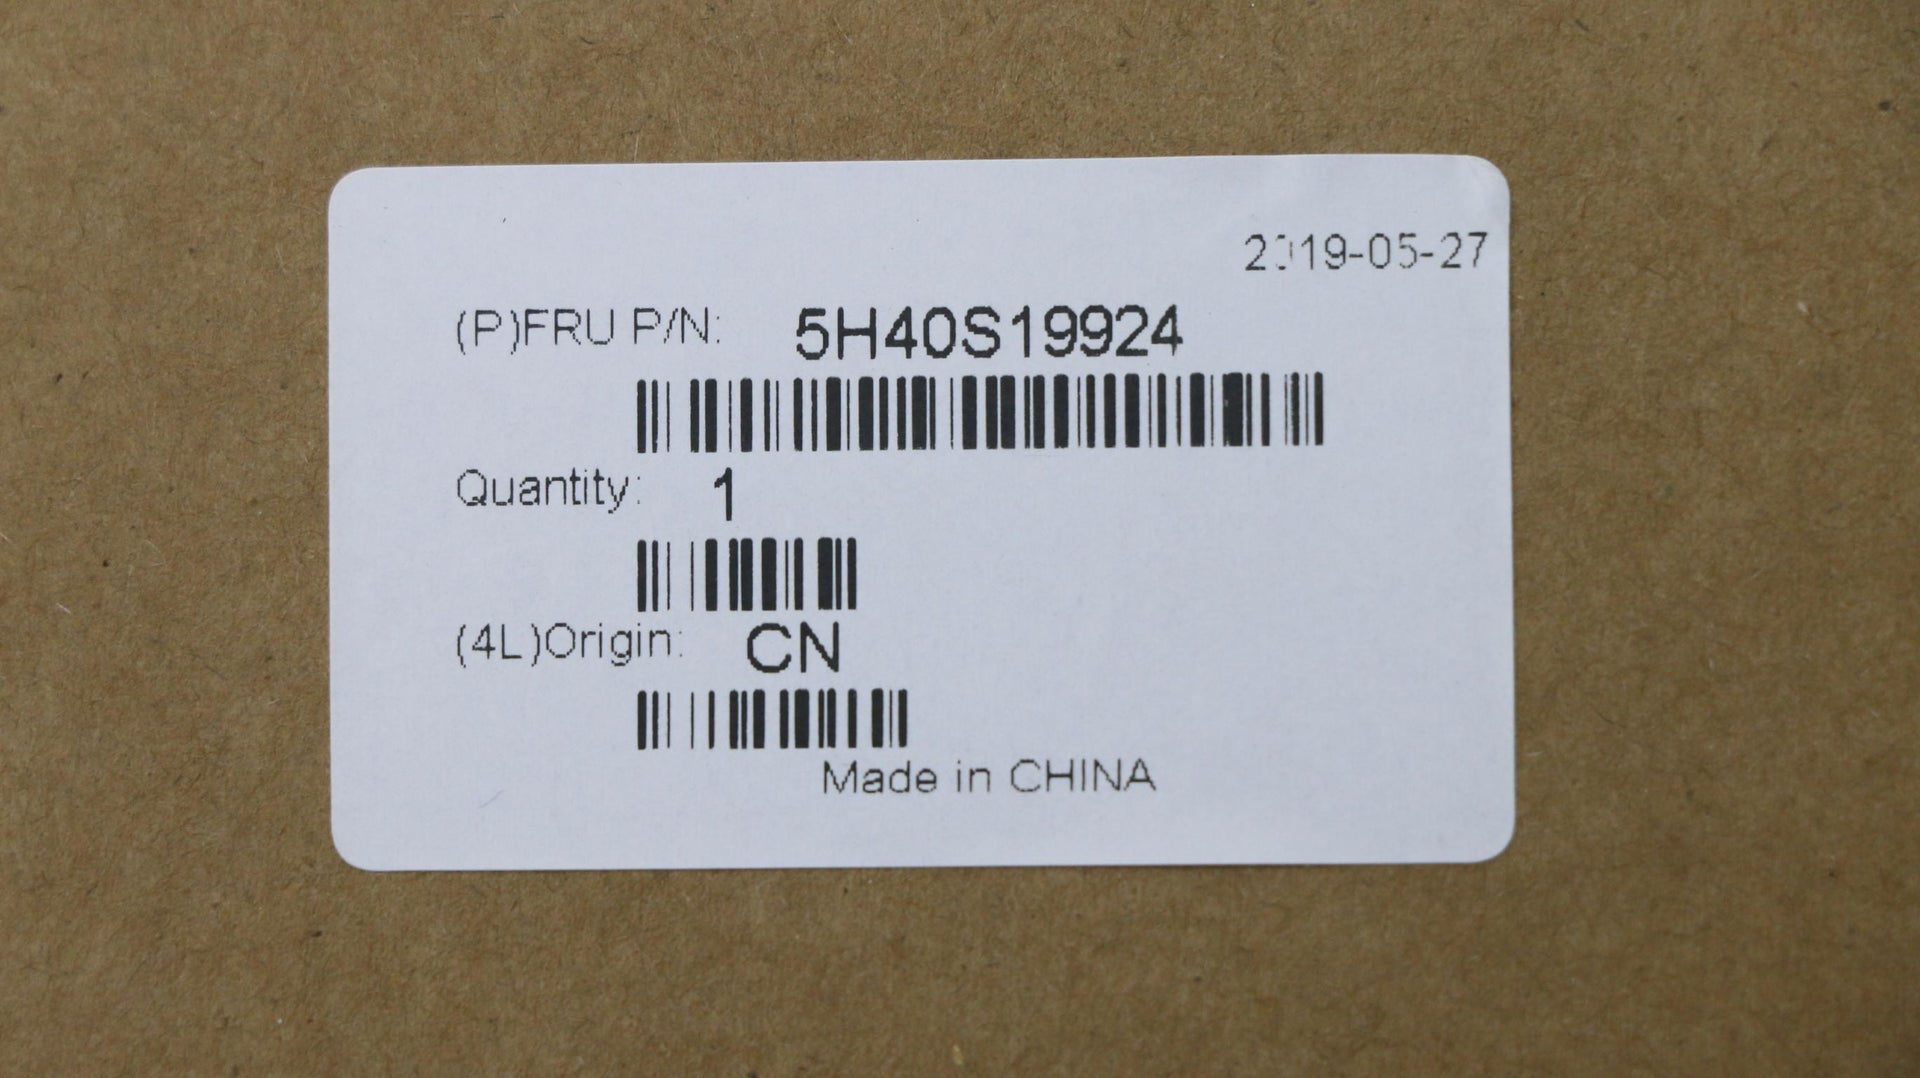 2019-05-27
(P)FRU P/N: 5H40S19924
Quantity: 1
(4L)Origin: CN
Made in CHINA